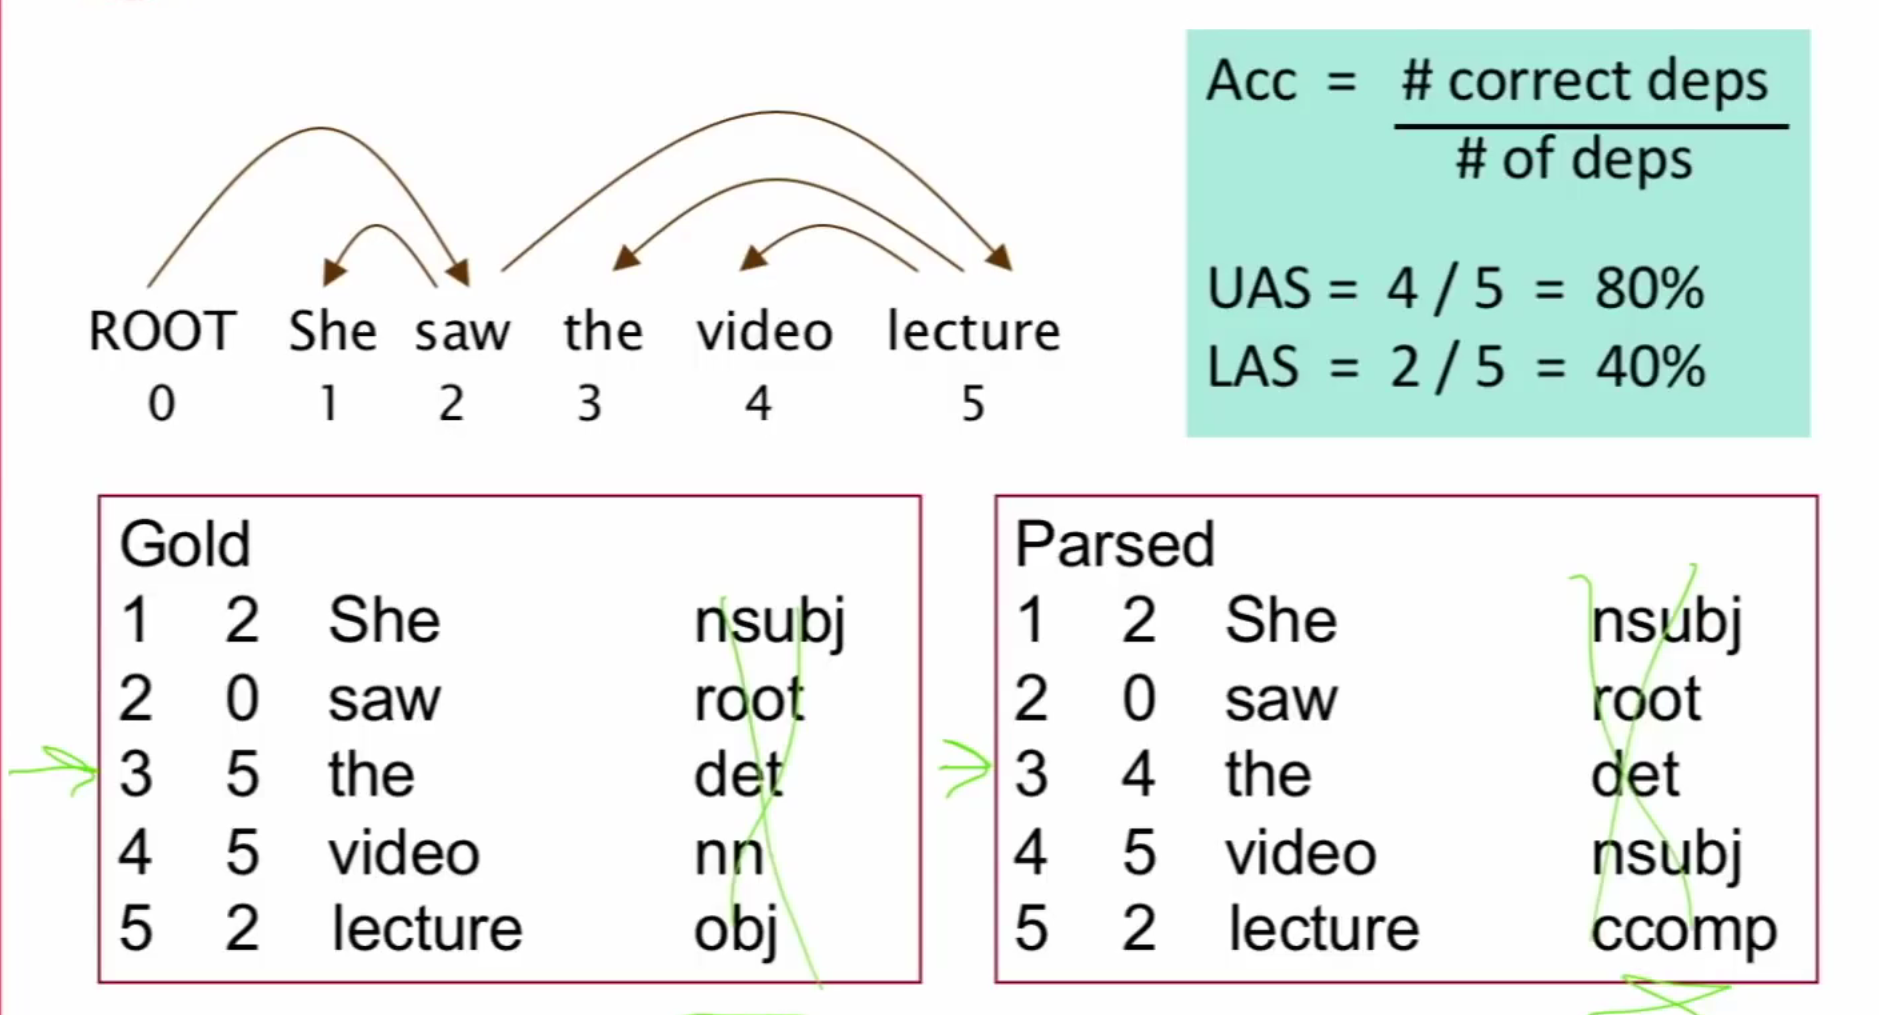 Acc = # correct deps
# of deps
UAS = 4 / 5 = 80%
LAS = 2 / 5 = 40%
ROOT She saw the video lecture
0 1 2 3 4 5
Gold
1 2 She nsubj
2 0 saw root
3 5 the det
4 5 video nn
5 2 lecture obj
Parsed
1 2 She nsubj
2 0 saw root
3 4 the det
4 5 video nsubj
5 2 lecture ccomp